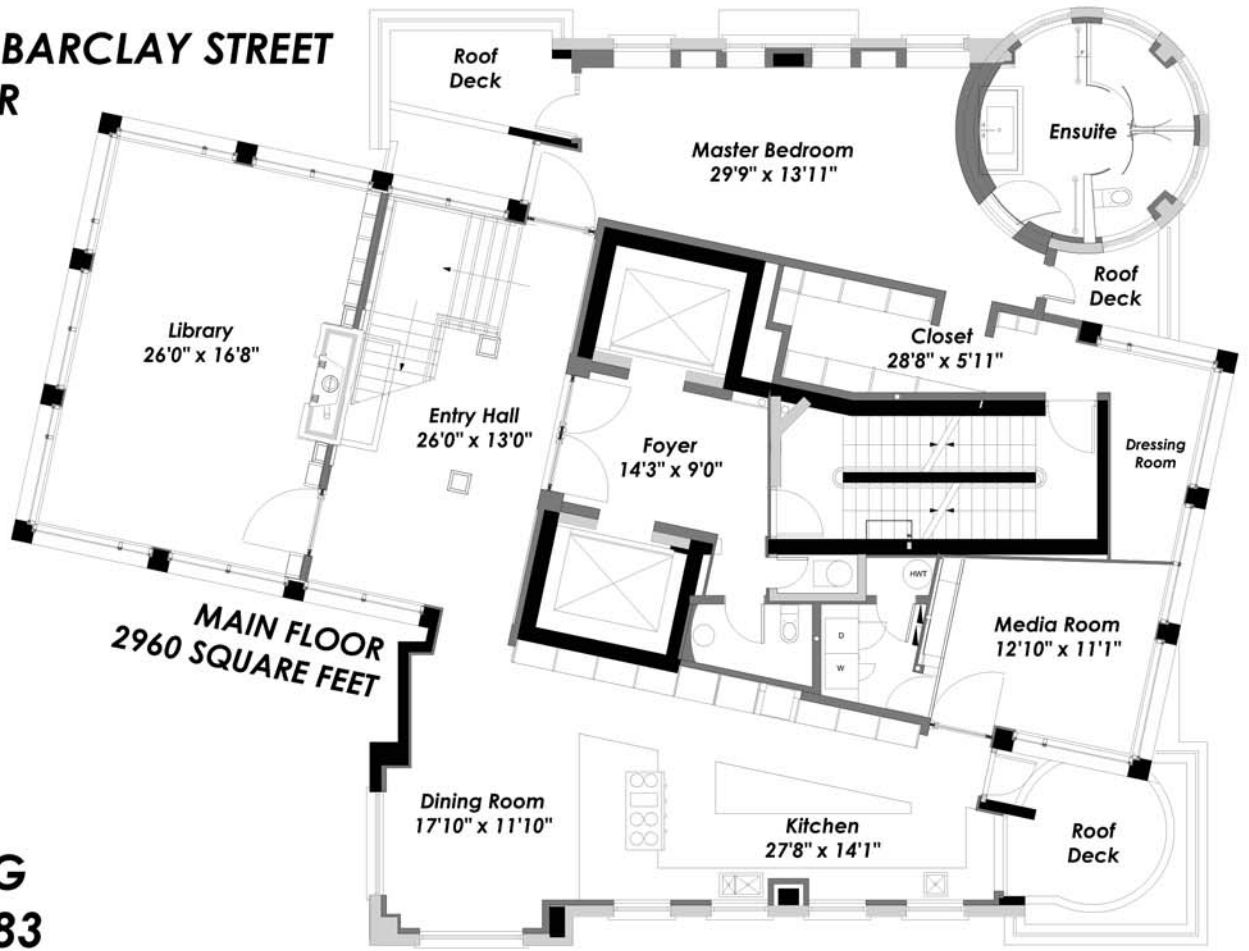 BARCLAY STREET
R
Roof
Deck
Master Bedroom
29'9" x 13'11"
Ensuite
Roof
Deck
Library
26'0" x 16'8"
Closet
28'8" x 5'11"
Entry Hall
26'0" x 13'0"
Foyer
14'3" x 9'0"
Dressing
Room
HWT
MAIN FLOOR
2960 SQUARE FEET
D
W
Media Room
12'10" x 11'1"
Dining Room
17'10" x 11'10"
Kitchen
27'8" x 14'1"
Roof
Deck
G
83